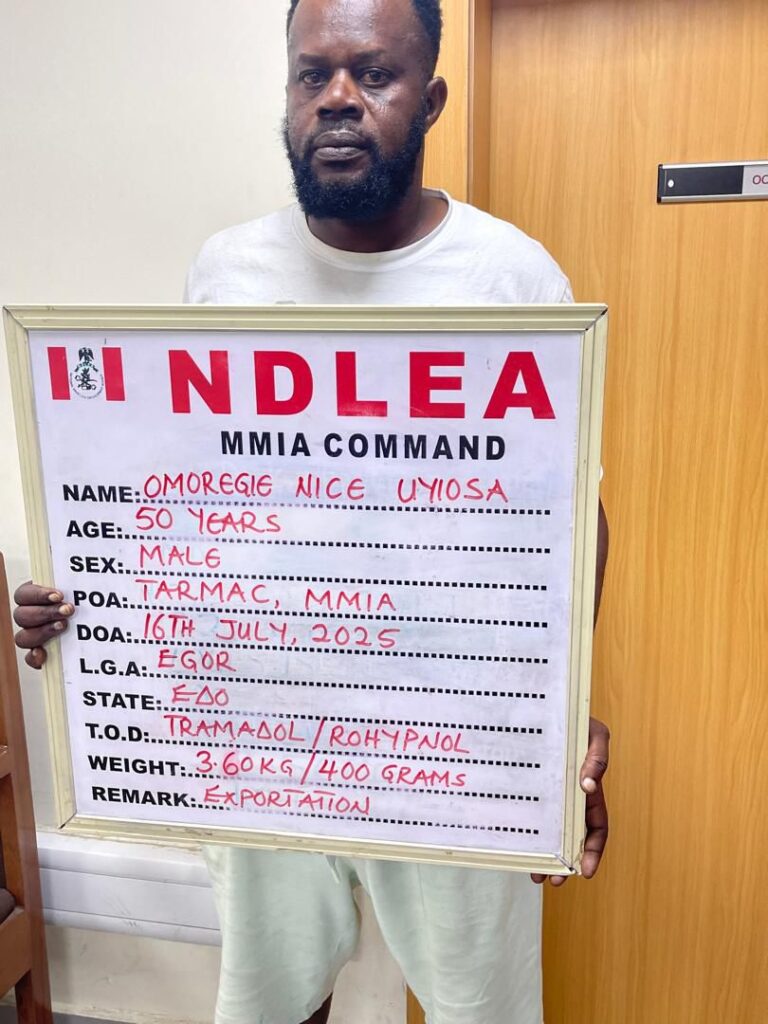 NDLEA
MMIA COMMAND
NAME: OMOREGIE NICE UYIOSA
AGE: 50 YEARS
SEX: MALE
POA: TARMAC, MMIA
DOA: 16TH JULY, 2025
L.G.A: EGOR
STATE: EDO
T.O.D: TRAMADOL/ROHYPNOL
WEIGHT: 3.60KG/400 GRAMS
REMARK: EXPORTATION